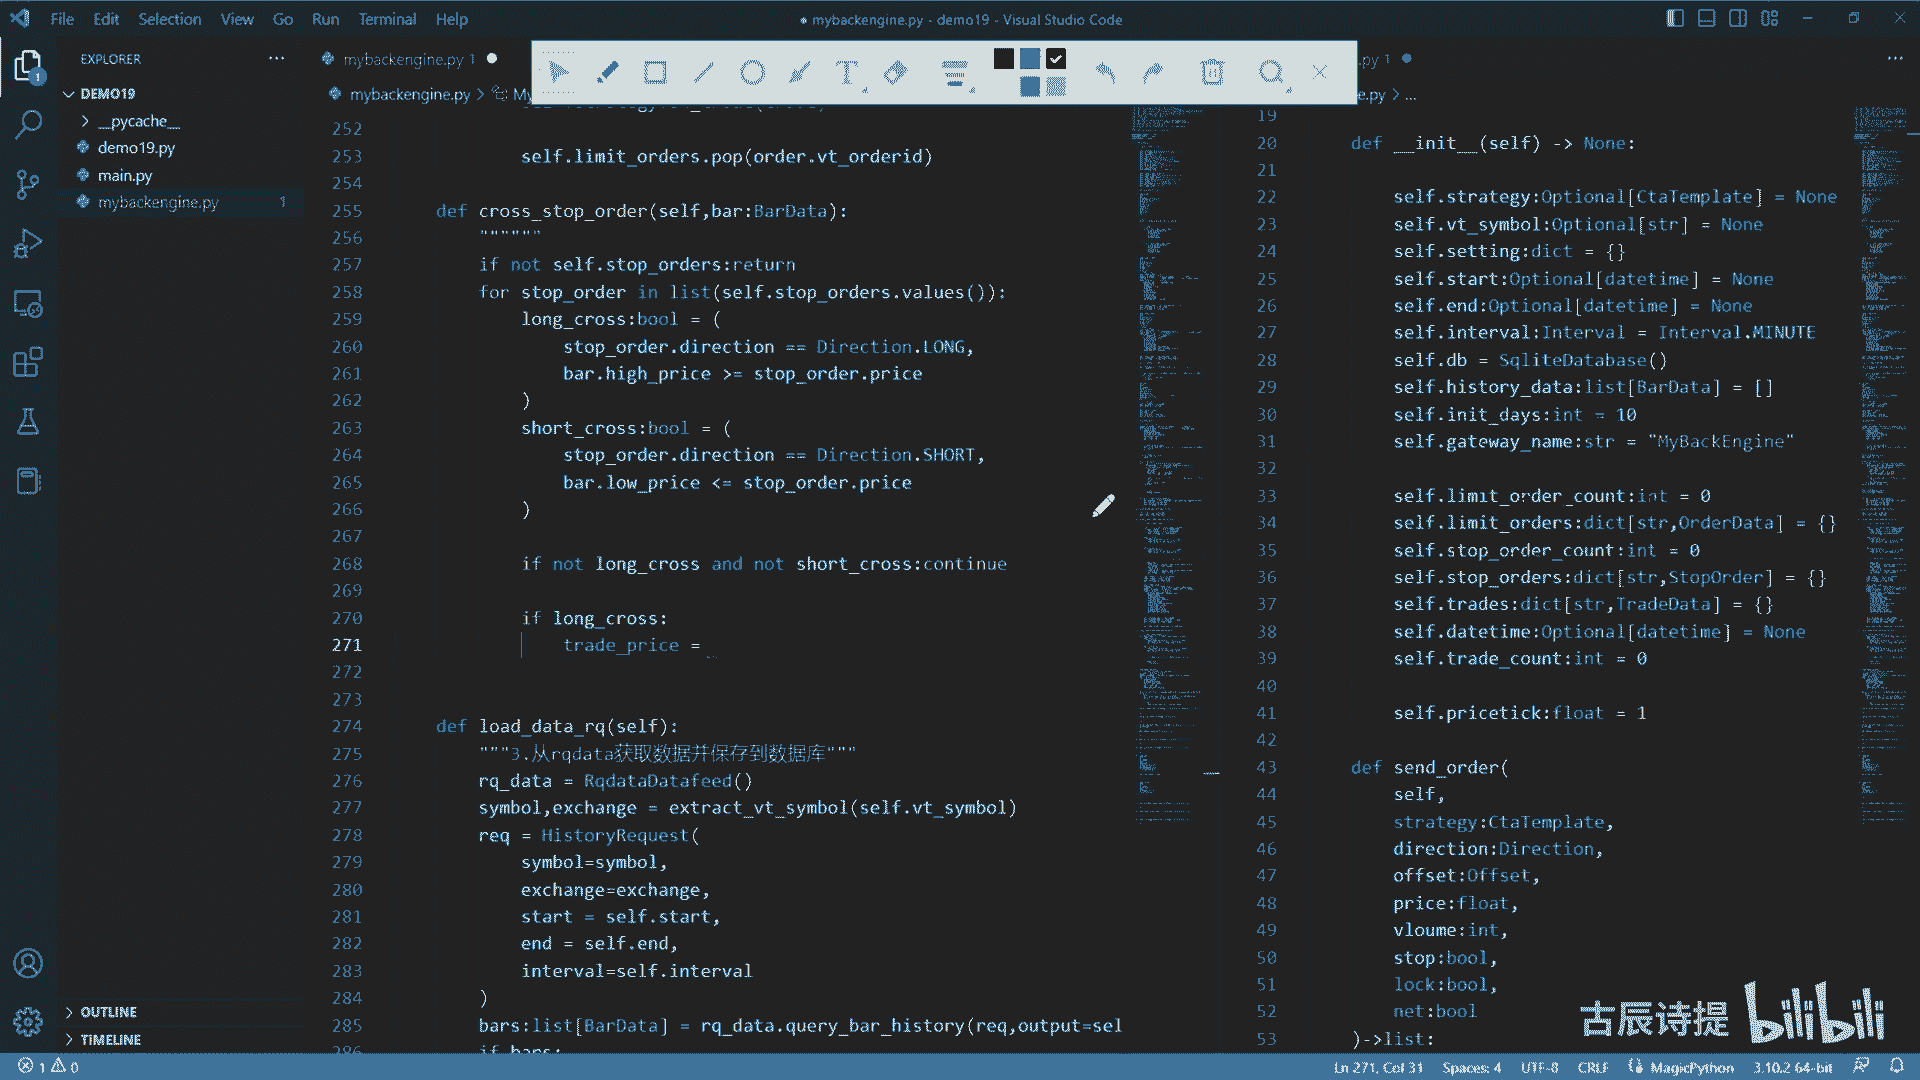 File Edit Selection View Go Run Terminal Help
● mybackengine.py - demo19 - Visual Studio Code
EXPLORER
DEMO19
__pycache__
demo19.py
main.py
mybackengine.py 1
OUTLINE
TIMELINE
mybackengine.py 1
mybackengine.py > My
252
253 self.limit_orders.pop(order.vt_orderid)
254
255 def cross_stop_order(self,bar:BarData):
256 """"""
257 if not self.stop_orders:return
258 for stop_order in list(self.stop_orders.values()):
259 long_cross:bool = (
260 stop_order.direction == Direction.LONG,
261 bar.high_price >= stop_order.price
262 )
263 short_cross:bool = (
264 stop_order.direction == Direction.SHORT,
265 bar.low_price <= stop_order.price
266 )
267
268 if not long_cross and not short_cross:continue
269
270 if long_cross:
271 trade_price =
272
273
274 def load_data_rq(self):
275 """3.从rqdata获取数据并保存到数据库"""
276 rq_data = RqdataDatafeed()
277 symbol,exchange = extract_vt_symbol(self.vt_symbol)
278 req = HistoryRequest(
279 symbol=symbol,
280 exchange=exchange,
281 start = self.start,
282 end = self.end,
283 interval=self.interval
284 )
285 bars:list[BarData] = rq_data.query_bar_history(req,output=sel
286 if bars:
.py 1
e.py > ...
19
20 def __init__(self) -> None:
21
22 self.strategy:Optional[CtaTemplate] = None
23 self.vt_symbol:Optional[str] = None
24 self.setting:dict = {}
25 self.start:Optional[datetime] = None
26 self.end:Optional[datetime] = None
27 self.interval:Interval = Interval.MINUTE
28 self.db = SqliteDatabase()
29 self.history_data:list[BarData] = []
30 self.init_days:int = 10
31 self.gateway_name:str = "MyBackEngine"
32
33 self.limit_order_count:int = 0
34 self.limit_orders:dict[str,OrderData] = {}
35 self.stop_order_count:int = 0
36 self.stop_orders:dict[str,StopOrder] = {}
37 self.trades:dict[str,TradeData] = {}
38 self.datetime:Optional[datetime] = None
39 self.trade_count:int = 0
40
41 self.pricetick:float = 1
42
43 def send_order(
44 self,
45 strategy:CtaTemplate,
46 direction:Direction,
47 offset:Offset,
48 price:float,
49 vloume:int,
50 stop:bool,
51 lock:bool,
52 net:bool
53 )->list:
古辰诗提 bilibili
1 0 Ln 271, Col 31 Spaces: 4 UTF-8 CRLF MagicPython 3.10.2 64-bit